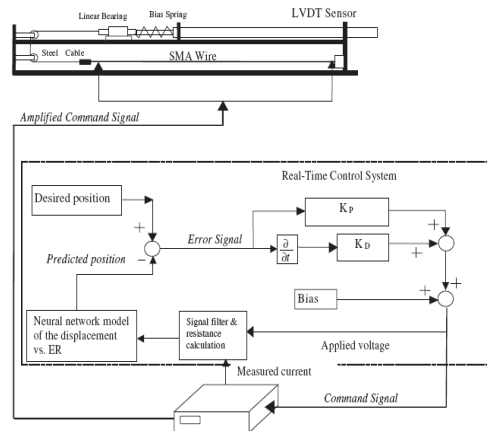 Linear Bearing
Bias Spring
LVDT Sensor
Steel Cable
SMA Wire
Amplified Command Signal
Real-Time Control System
Desired position
K_P
+
+
Error Signal
−
∂
∂t
K_D
+
Predicted position
+
Bias
+
Neural network model
of the displacement
vs. ER
Signal filter &
resistance
calculation
Applied voltage
Measured current
Command Signal